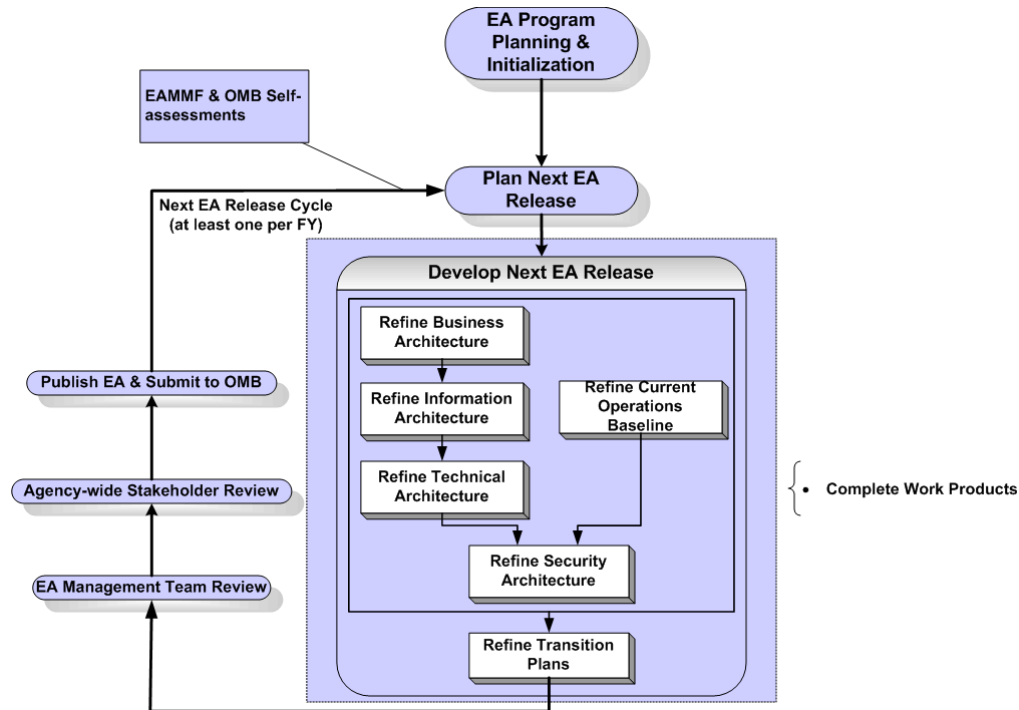 EA Program
Planning &
Initialization
EAMMF & OMB Self-
assessments
Plan Next EA
Release
Next EA Release Cycle
(at least one per FY)
Develop Next EA Release
Refine Business
Architecture
Refine Information
Architecture
Refine Current
Operations
Baseline
Refine Technical
Architecture
Refine Security
Architecture
Refine Transition
Plans
Publish EA & Submit to OMB
Agency-wide Stakeholder Review
EA Management Team Review
• Complete Work Products